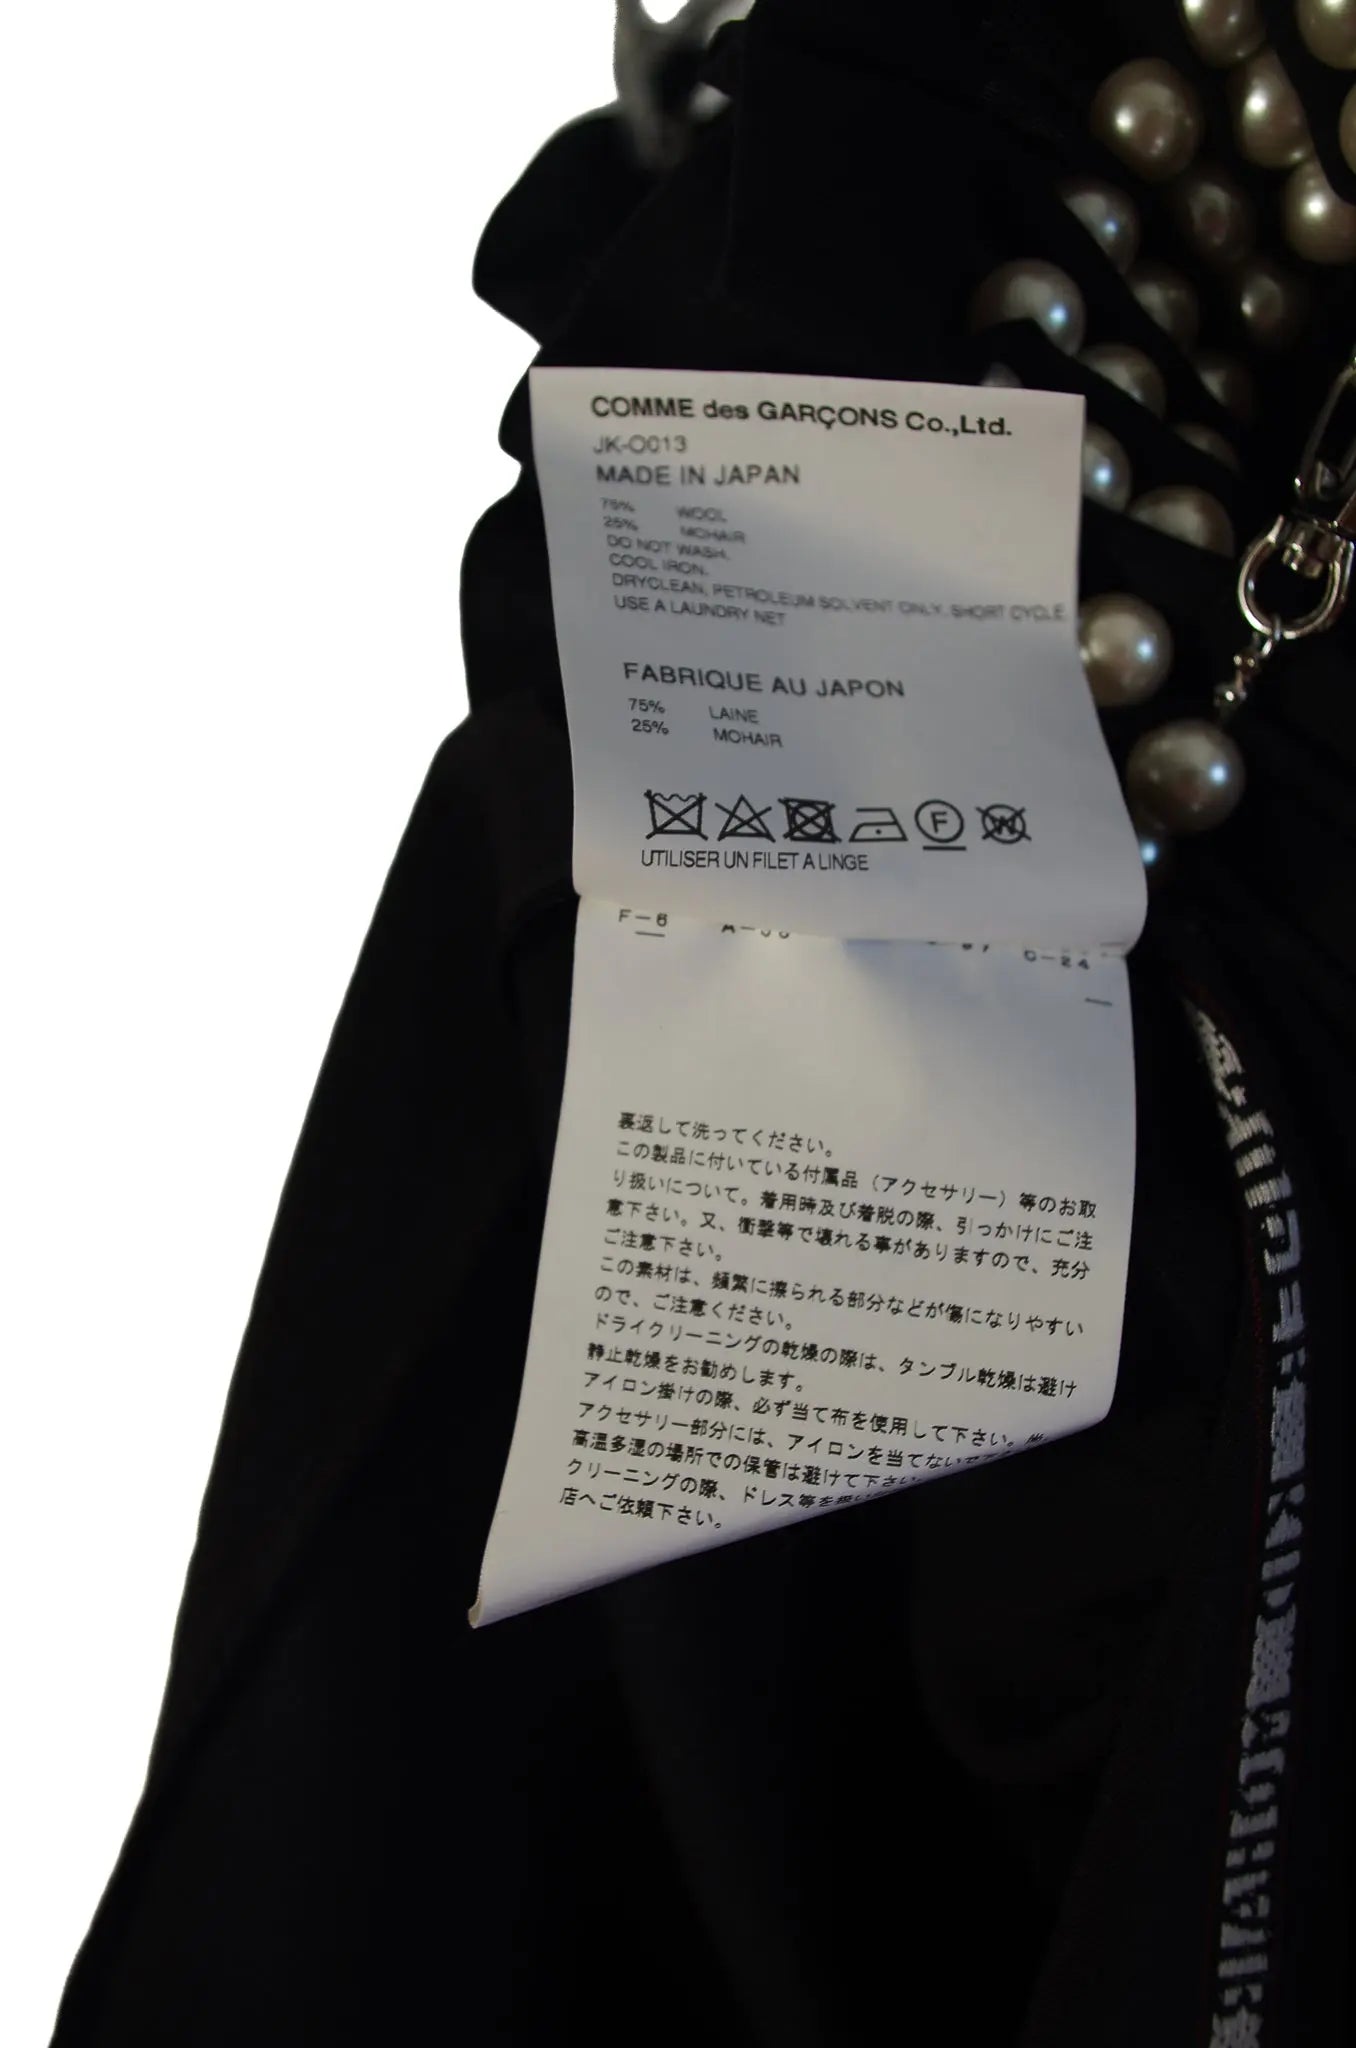 COMME des GARÇONS Co.,Ltd.
JK-O013
MADE IN JAPAN
75% WOOL
25% MOHAIR
DO NOT WASH.
COOL IRON.
DRYCLEAN, PETROLEUM SOLVENT ONLY. SHORT CYCLE.
USE A LAUNDRY NET
FABRIQUE AU JAPON
75% LAINE
25% MOHAIR
F
W
UTILISER UN FILET A LINGE
F-6
裏返して洗ってください。
この製品に付いている付属品（アクセサリー）等のお取
り扱いについて。着用時及び着脱の際、引っかけにご注
意下さい。又、衝撃等で壊れる事がありますので、充分
ご注意下さい。
この素材は、頻繁に擦られる部分などが傷になりやすい
ので、ご注意ください。
ドライクリーニングの乾燥の際は、タンブル乾燥は避け
静止乾燥をお勧めします。
アイロン掛けの際、必ず当て布を使用して下さい。
アクセサリー部分には、アイロンを当てない
高温多湿の場所での保管は避けて下さい
クリーニングの際、ドレス等を
店へご依頼下さい。